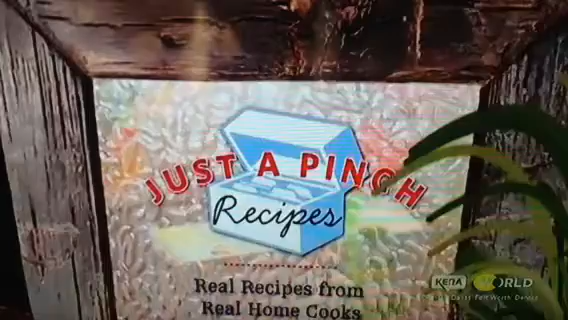 JUST A PINCH
Recipes
Real Recipes from
Real Home Cooks
KERA WORLD